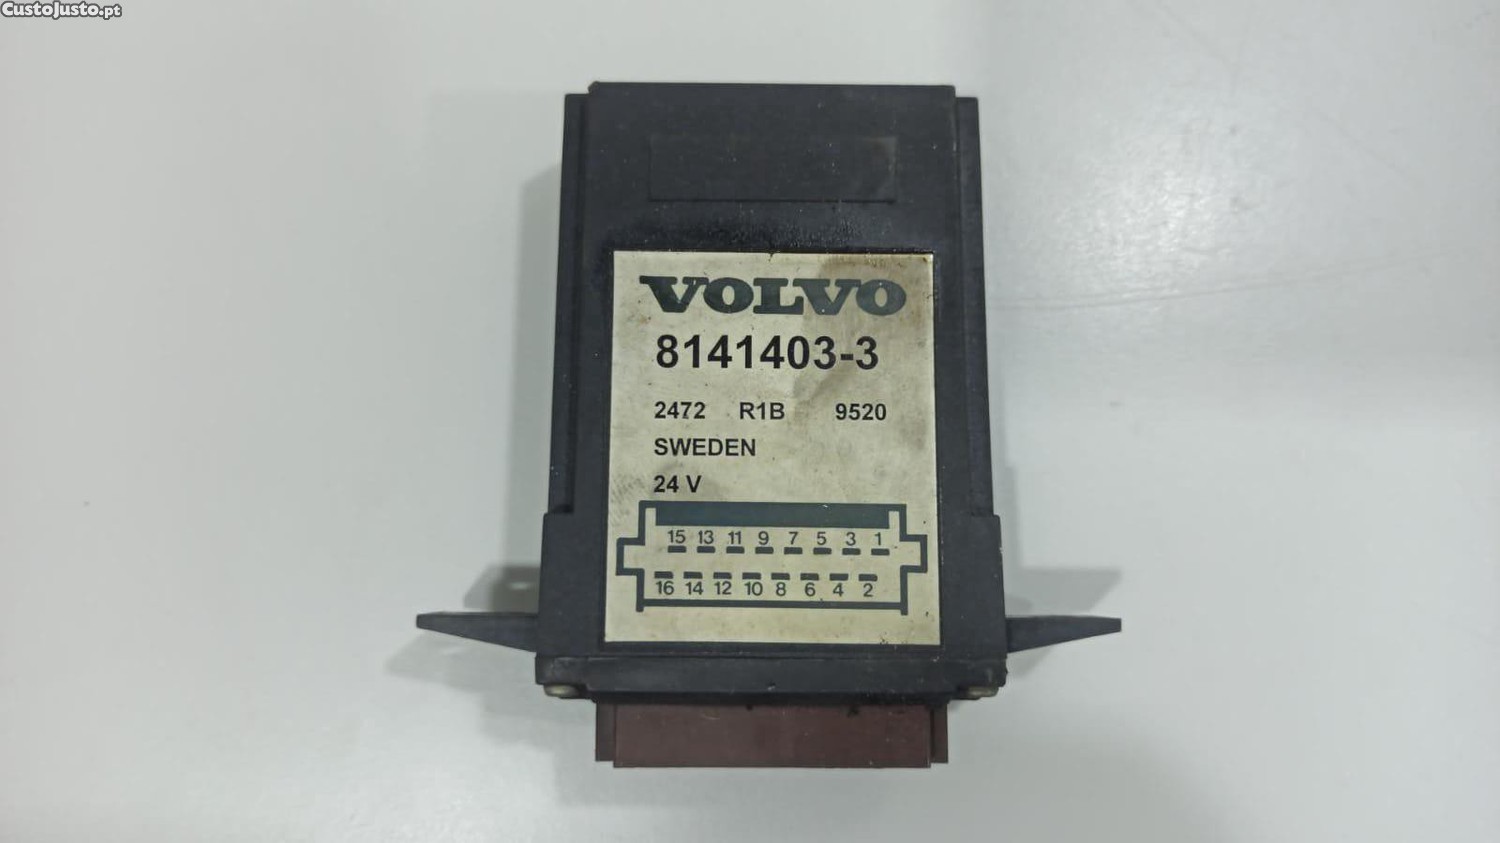 CustoJusto.pt
VOLVO
8141403-3
2472 R1B 9520
SWEDEN
24 V
15 13 11 9 7 5 3 1
16 14 12 10 8 6 4 2